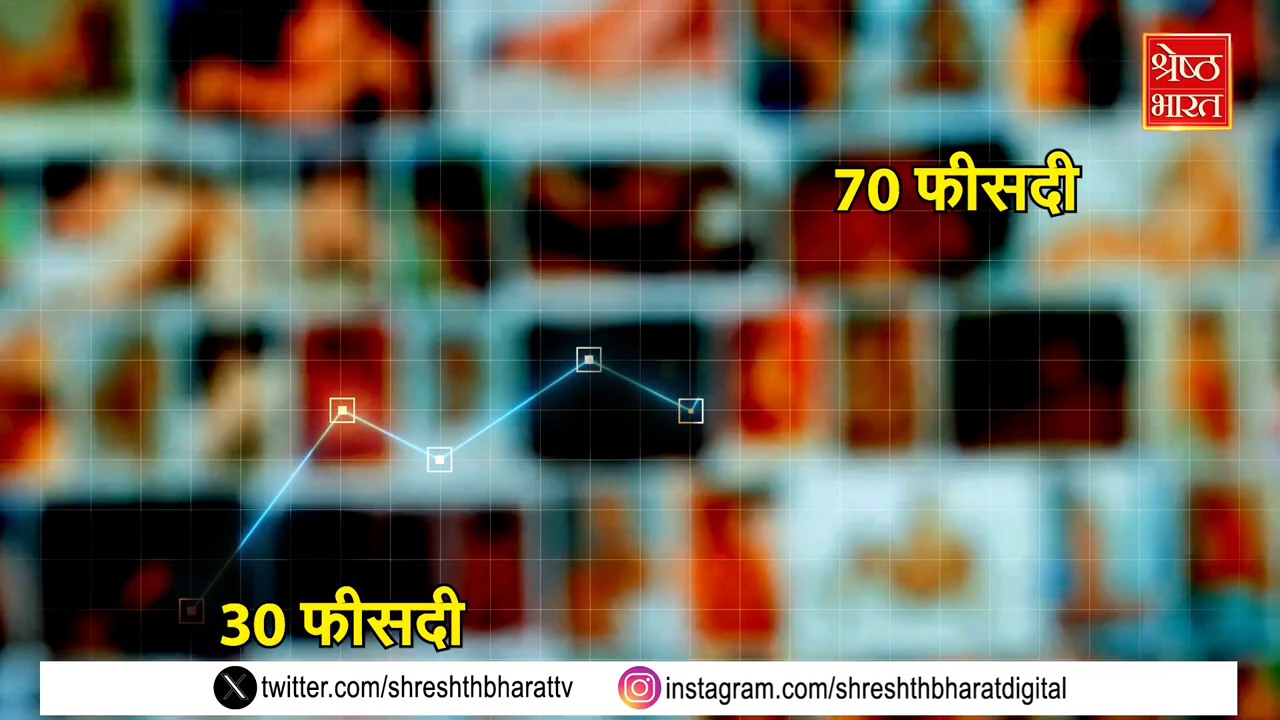 श्रेष्ठ
भारत
70 फीसदी
30 फीसदी
twitter.com/shreshthbharattv
instagram.com/shreshthbharatdigital